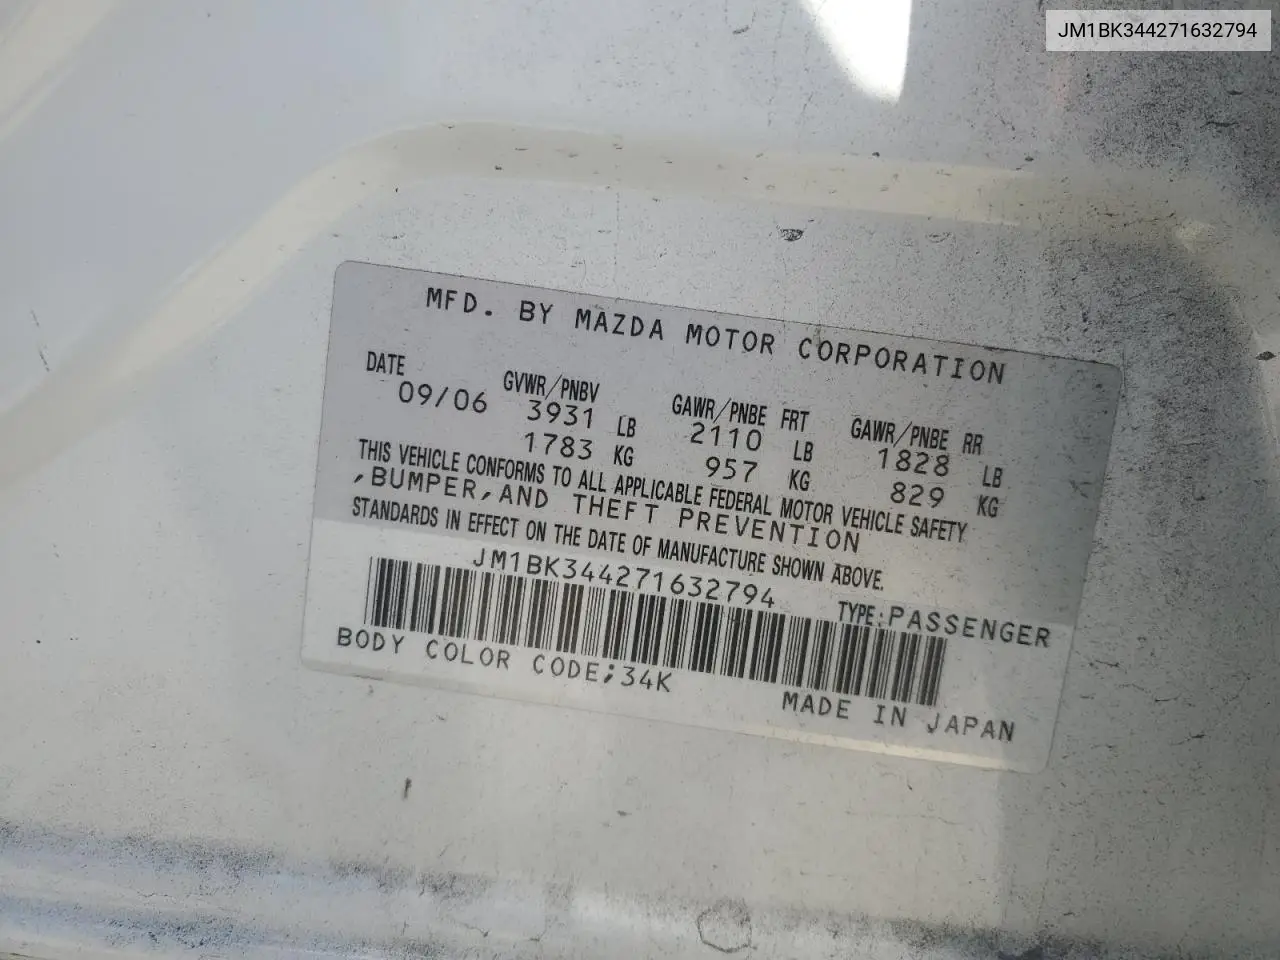 JM1BK344271632794
MFD. BY MAZDA MOTOR CORPORATION
DATE GVWR/PNBV GAWR/PNBE FRT GAWR/PNBE RR
09/06 3931 LB 2110 LB 1828 LB
1783 KG 957 KG 829 KG
THIS VEHICLE CONFORMS TO ALL APPLICABLE FEDERAL MOTOR VEHICLE SAFETY
,BUMPER,AND THEFT PREVENTION
STANDARDS IN EFFECT ON THE DATE OF MANUFACTURE SHOWN ABOVE.
JM1BK344271632794 TYPE:PASSENGER
BODY COLOR CODE;34K MADE IN JAPAN